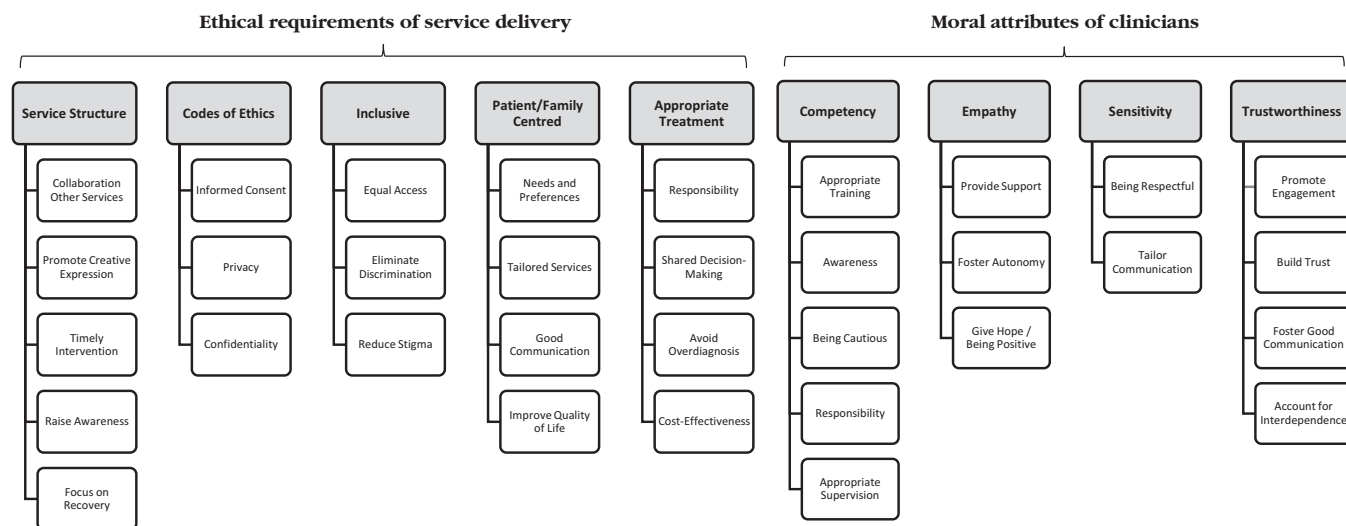 Ethical requirements of service delivery
Moral attributes of clinicians
Service Structure
Collaboration
Other Services
Promote Creative
Expression
Timely
Intervention
Raise Awareness
Focus on
Recovery
Codes of Ethics
Informed Consent
Privacy
Confidentiality
Inclusive
Equal Access
Eliminate
Discrimination
Reduce Stigma
Patient/Family
Centred
Needs and
Preferences
Tailored Services
Good
Communication
Improve Quality
of Life
Appropriate
Treatment
Responsibility
Shared Decision-
Making
Avoid
Overdiagnosis
Cost-Effectiveness
Competency
Appropriate
Training
Awareness
Being Cautious
Responsibility
Appropriate
Supervision
Empathy
Provide Support
Foster Autonomy
Give Hope /
Being Positive
Sensitivity
Being Respectful
Tailor
Communication
Trustworthiness
Promote
Engagement
Build Trust
Foster Good
Communication
Account for
Interdependence